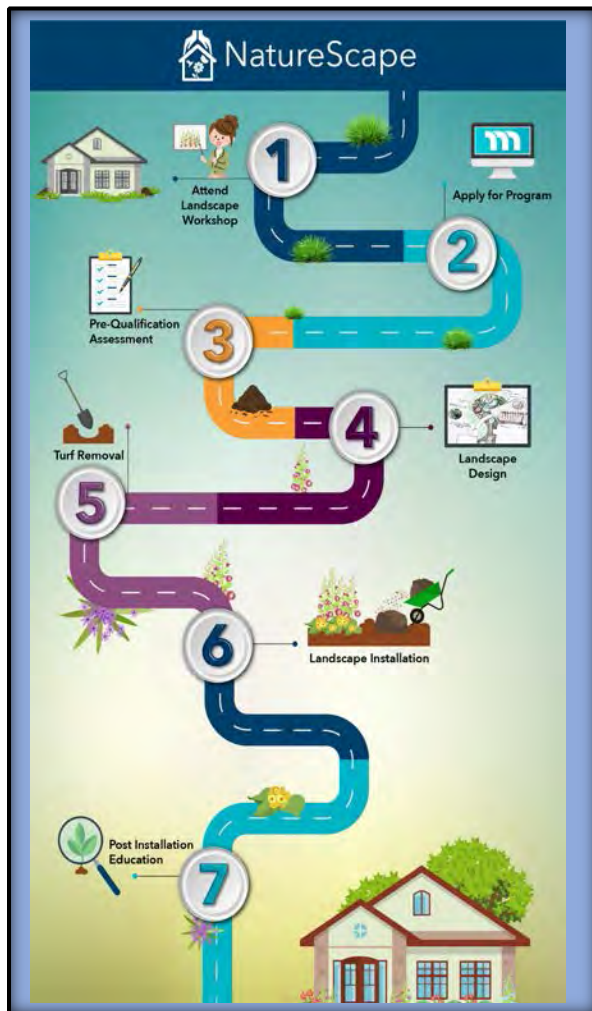 NatureScape
1
Attend
Landscape
Workshop
m
Apply for Program
2
Pre-Qualification
Assessment
3
4
Landscape
Design
Turf Removal
5
6
Landscape Installation
Post Installation
Education
7